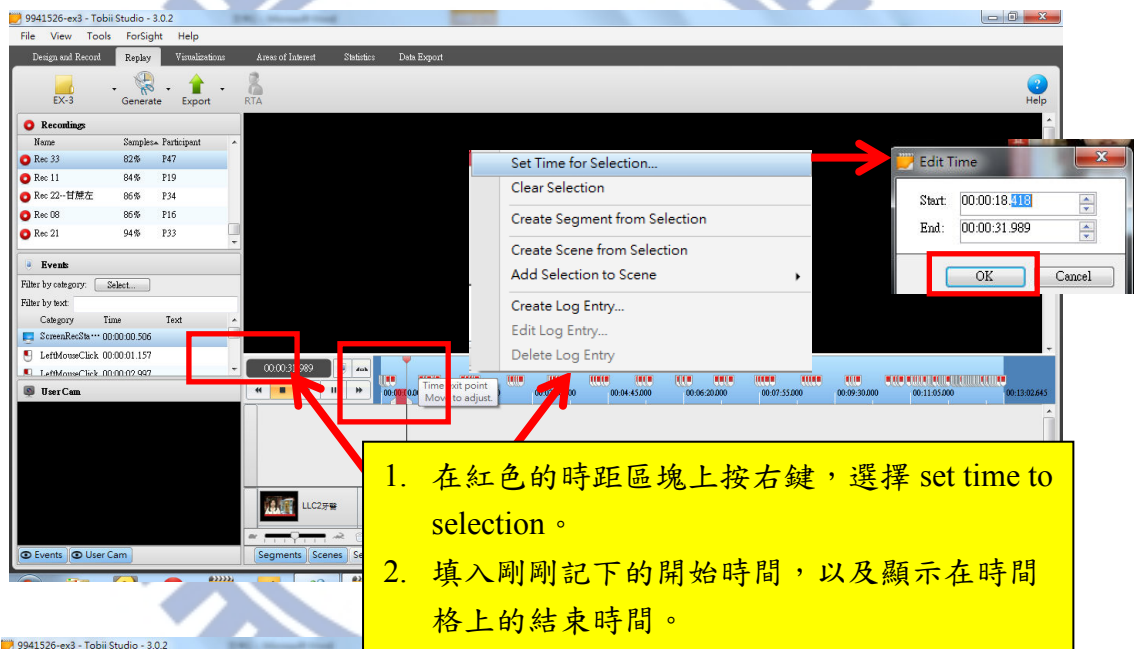 9941526-ex3 - Tobii Studio - 3.0.2
File View Tools ForSight Help
Design and Record Replay Visualizations Areas of Interest Statistics Data Export
EX-3 Generate Export RTA Help
Recordings
Name Samples Participant
Rec 33 82% P47
Rec 11 84% P19
Rec 22--甘蔗左 86% P34
Rec 08 86% P16
Rec 21 94% P33
Events
Filter by category: Select...
Filter by text:
Category Time Text
ScreenRecSta... 00:00:00.506
LeftMouseClick 00:00:01.157
LeftMouseClick 00:00:02.997
User Cam
Set Time for Selection...
Clear Selection
Create Segment from Selection
Create Scene from Selection
Add Selection to Scene
Create Log Entry...
Edit Log Entry...
Delete Log Entry
Edit Time
Start: 00:00:18.418
End: 00:00:31.989
OK Cancel
00:00:31.989
Time exit point
Move to adjust.
00:04:45.000 00:06:20.000 00:07:55.000 00:09:30.000 00:11:05.000 00:13:02.645
LLC2牙醫
Events User Cam
Segments Scenes
1. 在紅色的時距區塊上按右鍵，選擇 set time to
selection。
2. 填入剛剛記下的開始時間，以及顯示在時間
格上的結束時間。
9941526-ex3 - Tobii Studio - 3.0.2